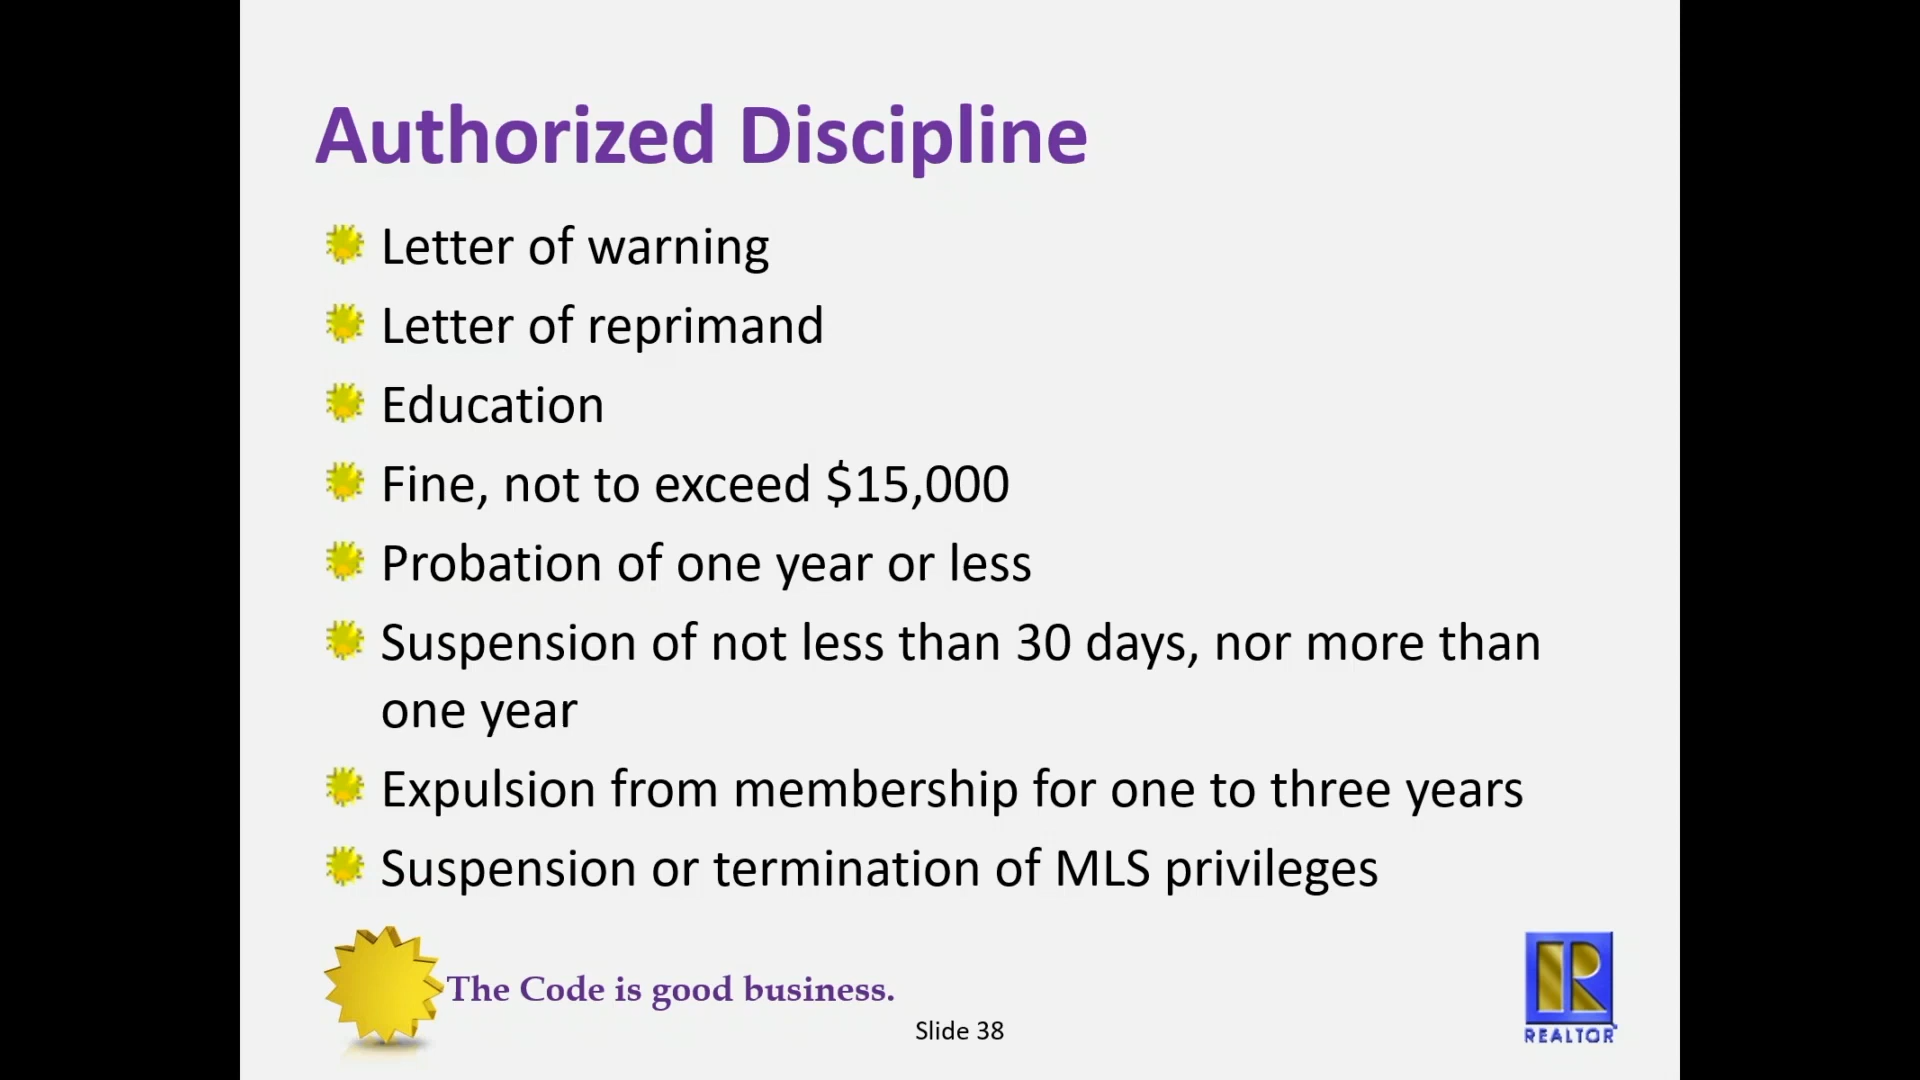 Authorized Discipline
Letter of warning
Letter of reprimand
Education
Fine, not to exceed $15,000
Probation of one year or less
Suspension of not less than 30 days, nor more than
one year
Expulsion from membership for one to three years
Suspension or termination of MLS privileges
The Code is good business.
Slide 38
R
REALTOR